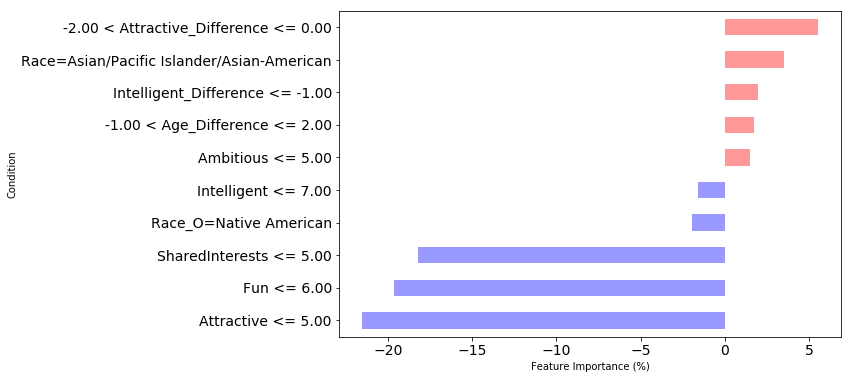 -2.00 < Attractive_Difference <= 0.00
Race=Asian/Pacific Islander/Asian-American
Intelligent_Difference <= -1.00
-1.00 < Age_Difference <= 2.00
Ambitious <= 5.00
Intelligent <= 7.00
Race_O=Native American
SharedInterests <= 5.00
Fun <= 6.00
Attractive <= 5.00
Condition
−20 −15 −10 −5 0 5
Feature Importance (%)